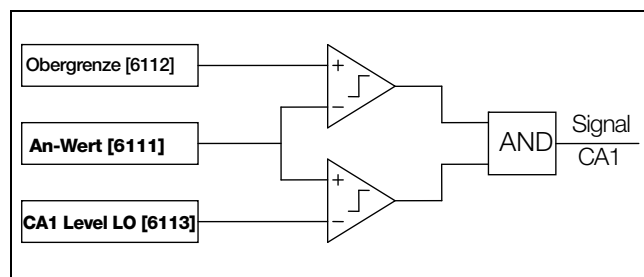 Obergrenze [6112]
An-Wert [6111]
CA1 Level LO [6113]
+
−
+
−
AND
Signal
CA1